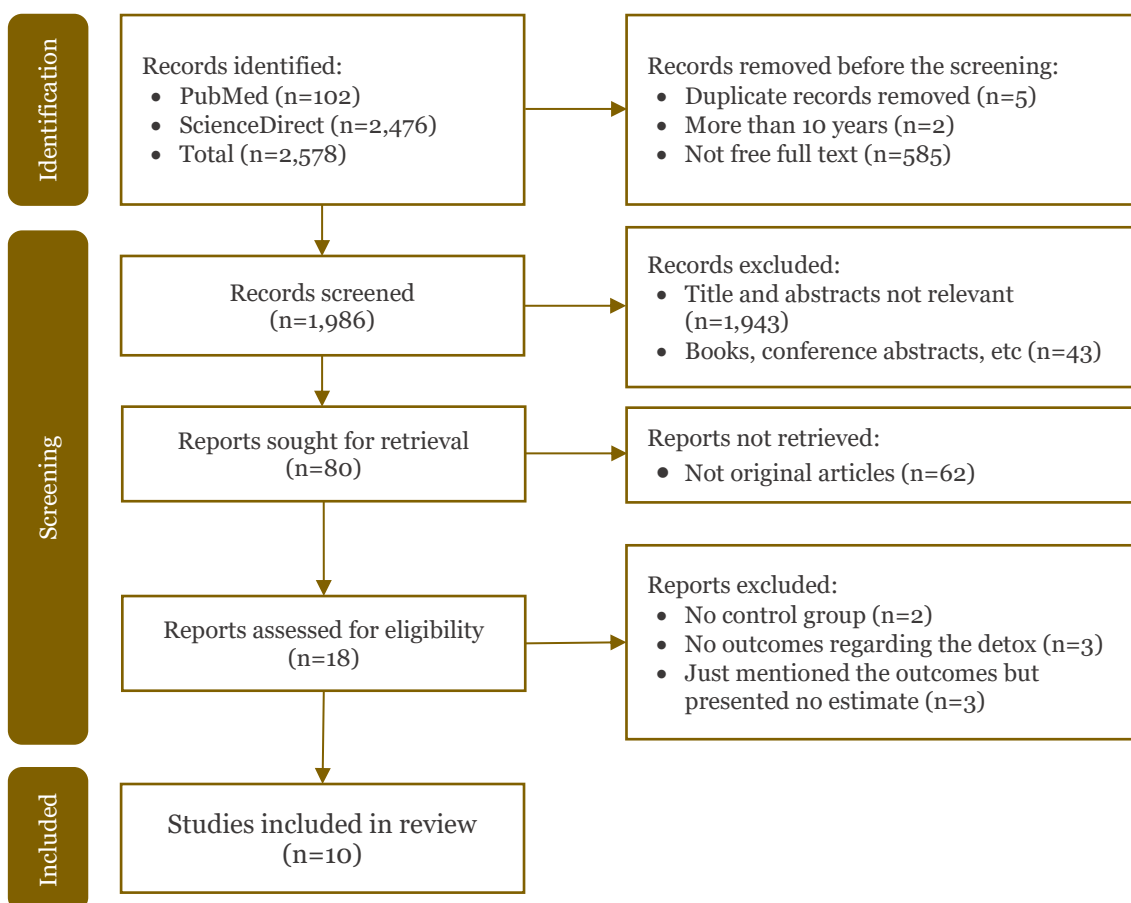 Identification
Records identified:
• PubMed (n=102)
• ScienceDirect (n=2,476)
• Total (n=2,578)
Records removed before the screening:
• Duplicate records removed (n=5)
• More than 10 years (n=2)
• Not free full text (n=585)
Screening
Records screened
(n=1,986)
Records excluded:
• Title and abstracts not relevant
(n=1,943)
• Books, conference abstracts, etc (n=43)
Reports sought for retrieval
(n=80)
Reports not retrieved:
• Not original articles (n=62)
Reports assessed for eligibility
(n=18)
Reports excluded:
• No control group (n=2)
• No outcomes regarding the detox (n=3)
• Just mentioned the outcomes but
presented no estimate (n=3)
Included
Studies included in review
(n=10)